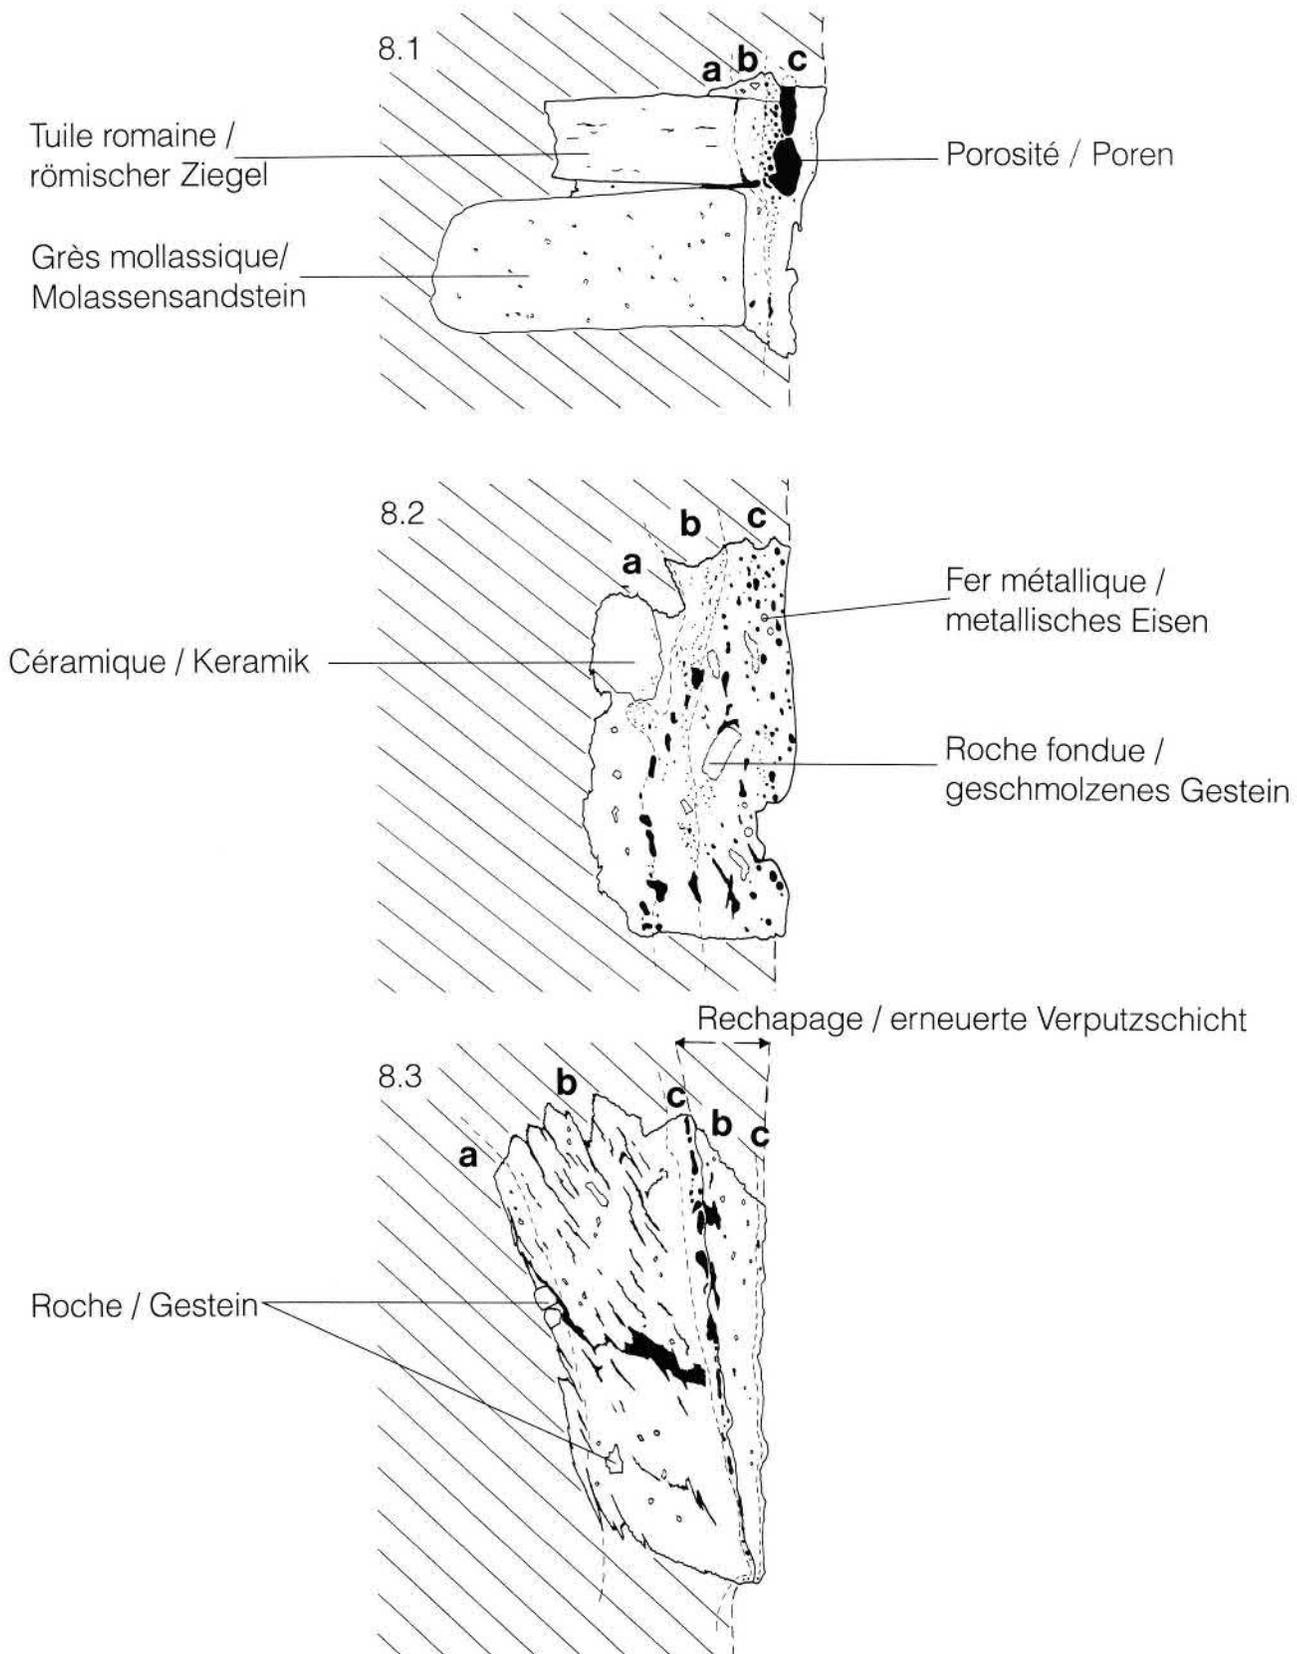 8.1
a b c
Tuile romaine /
römischer Ziegel
Porosité / Poren
Grès mollassique/
Molassensandstein
8.2
a b c
Fer métallique /
metallisches Eisen
Céramique / Keramik
Roche fondue /
geschmolzenes Gestein
Rechapage / erneuerte Verputzschicht
8.3
a b c b c
Roche / Gestein